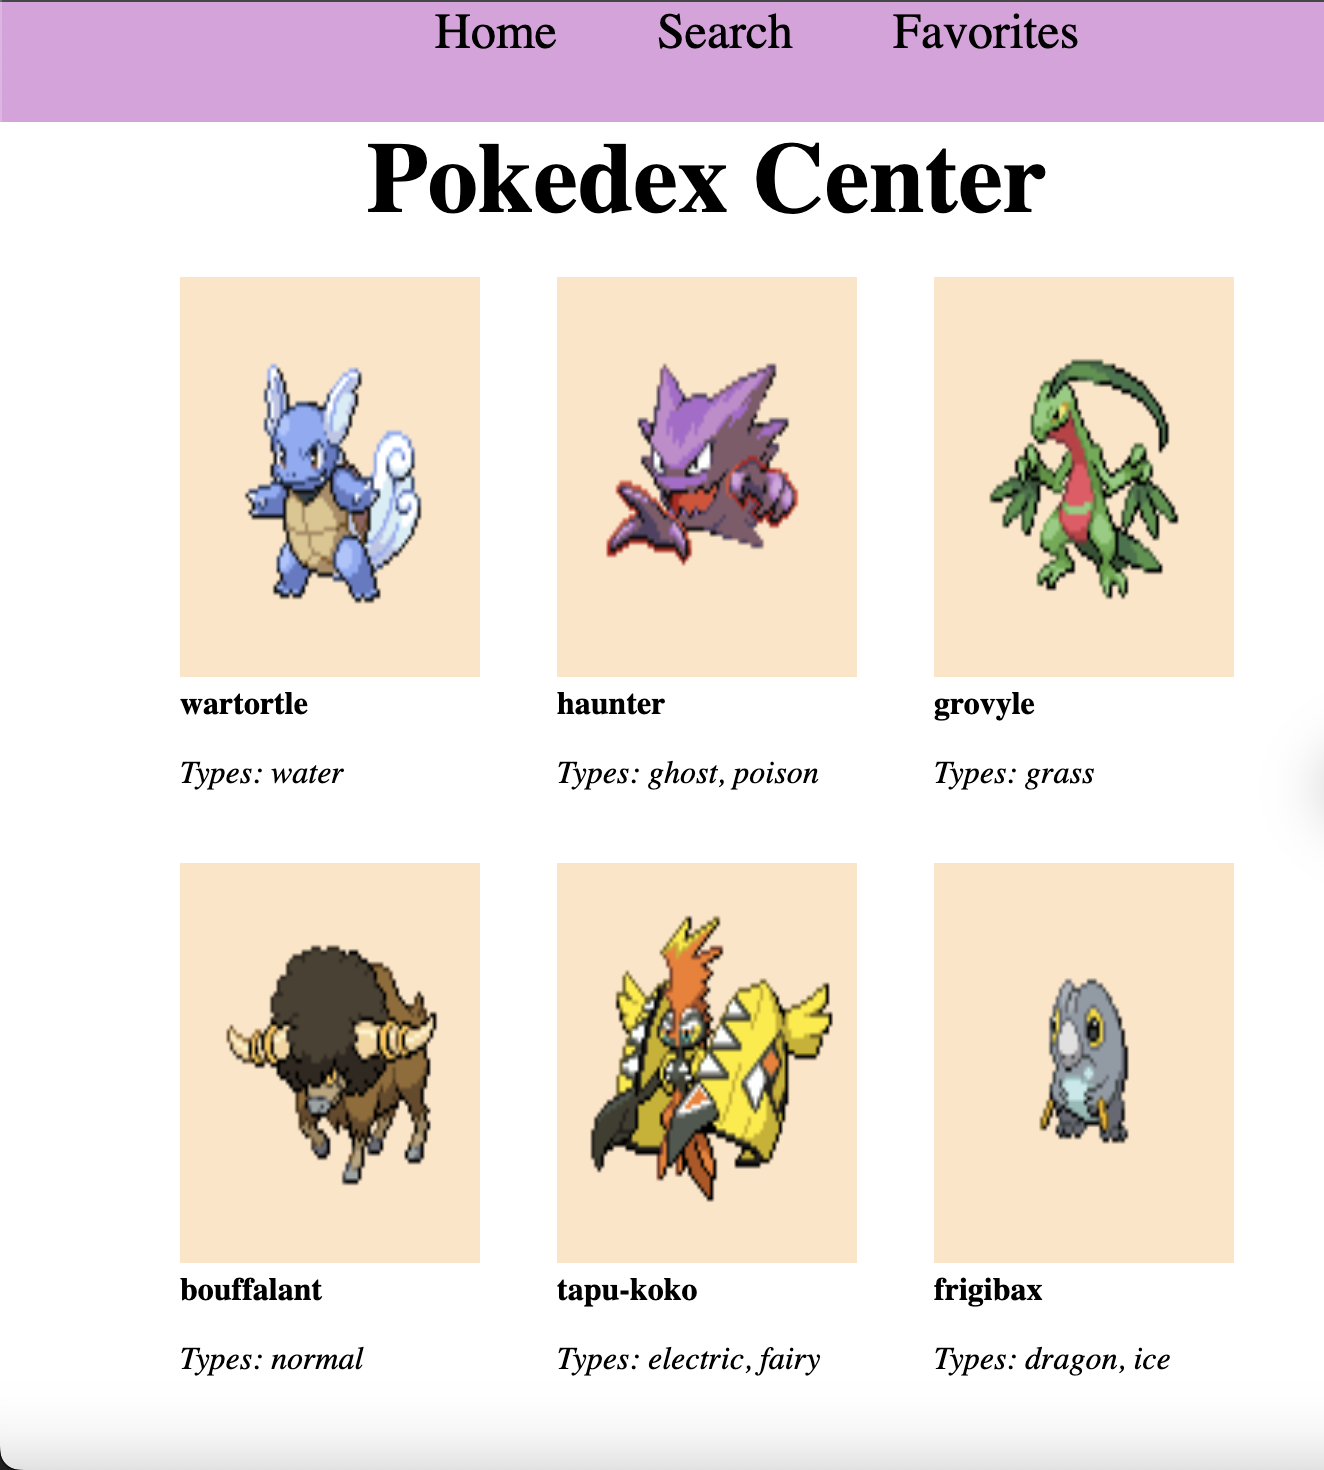 Home Search Favorites
Pokedex Center
wartortle haunter grovyle
Types: water Types: ghost, poison Types: grass
bouffalant tapu-koko frigibax
Types: normal Types: electric, fairy Types: dragon, ice